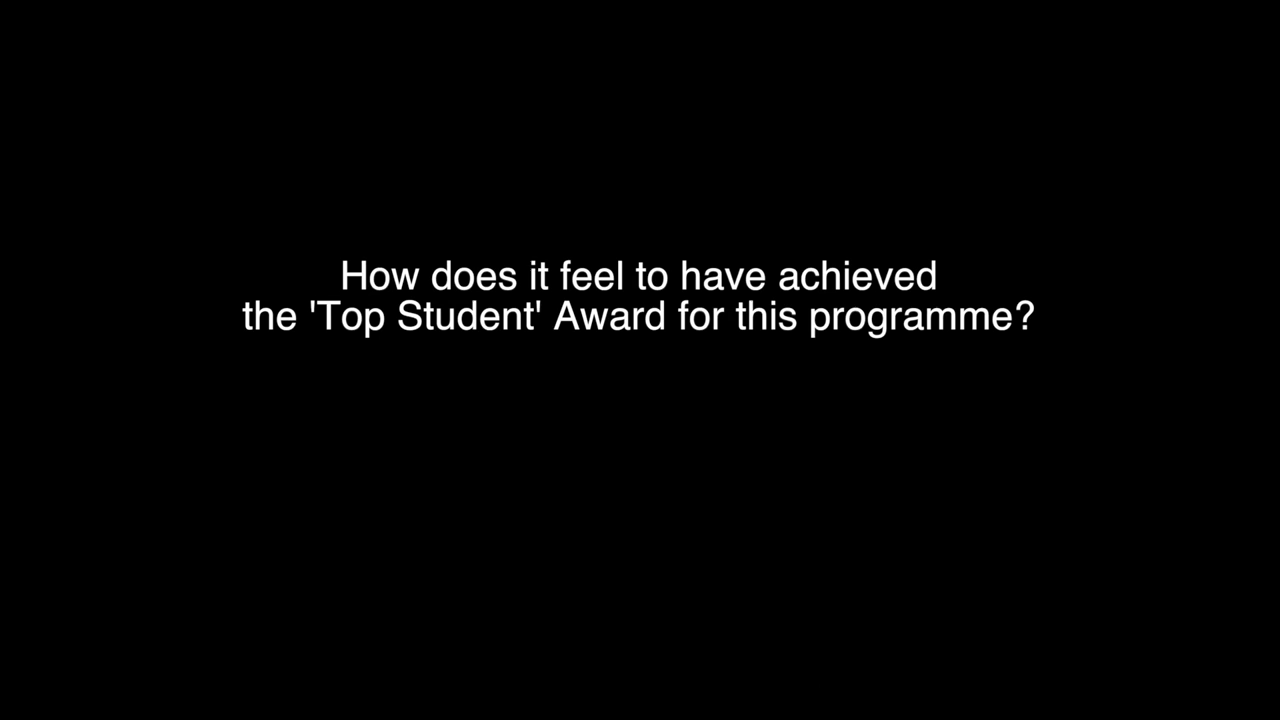 How does it feel to have achieved
the 'Top Student' Award for this programme?